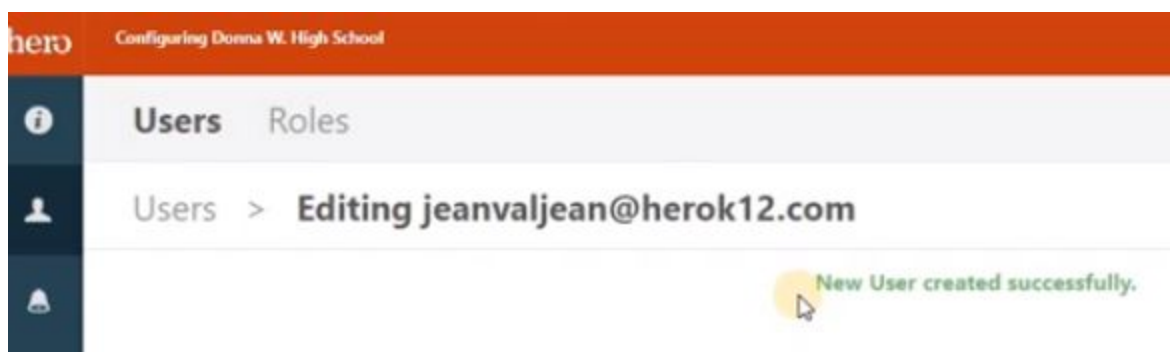 hero
Configuring Donna W. High School
Users Roles
Users > Editing jeanvaljean@herok12.com
New User created successfully.